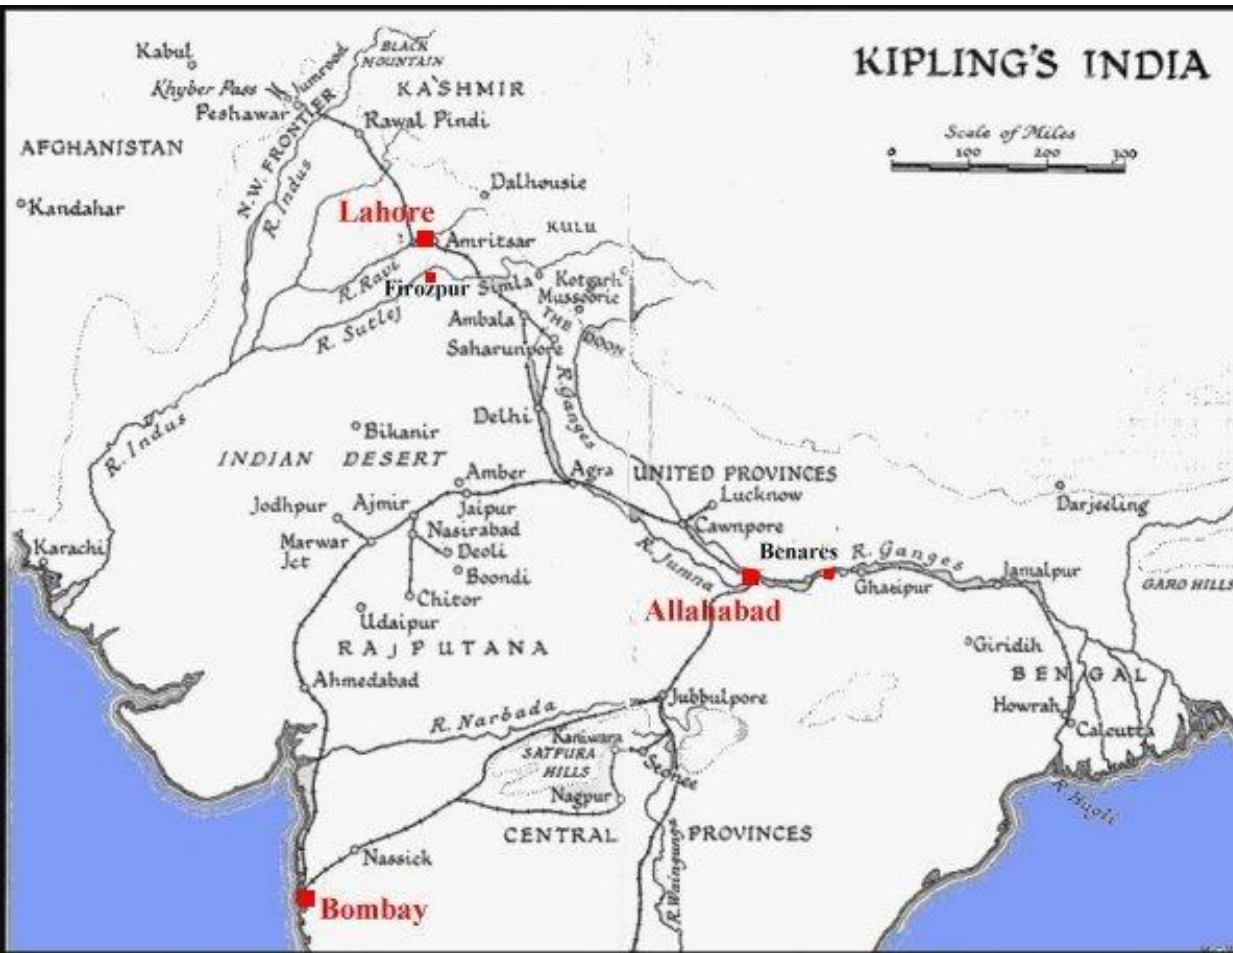 KIPLING'S INDIA
Scale of Miles
0 100 200 300
Kabul
BLACK
MOUNTAIN
Jumrood
Khyber Pass
KASHMIR
Peshawar
Rawal Pindi
AFGHANISTAN
N.W. FRONTIER
R. Indus
Dalhousie
Kandahar
Lahore
KULU
Amritsar
R. Ravi
Firozpur
Simla
Kotgarh
Mussoorie
R. Sutlej
Ambala
THE DOON
Saharunpore
R. Ganges
Delhi
R. Indus
Bikanir
INDIAN DESERT
Amber
Agra
UNITED PROVINCES
Lucknow
Darjeeling
Jodhpur
Ajmir
Jaipur
Nasirabad
Cawnpore
Karachi
Marwar
Jct
Deoli
Boondi
R. Jumna
Benares
R. Ganges
Ghasipur
Jamalpur
GARO HILLS
Chitor
Udaipur
Allahabad
RAJPUTANA
Giridih
BENGAL
Ahmedabad
Jubbulpore
R. Narbada
Howrah
Calcutta
Kaniwara
SATPURA
HILLS
Seonee
Nagpur
R. Hugli
CENTRAL PROVINCES
Nassick
R. Waingunga
Bombay